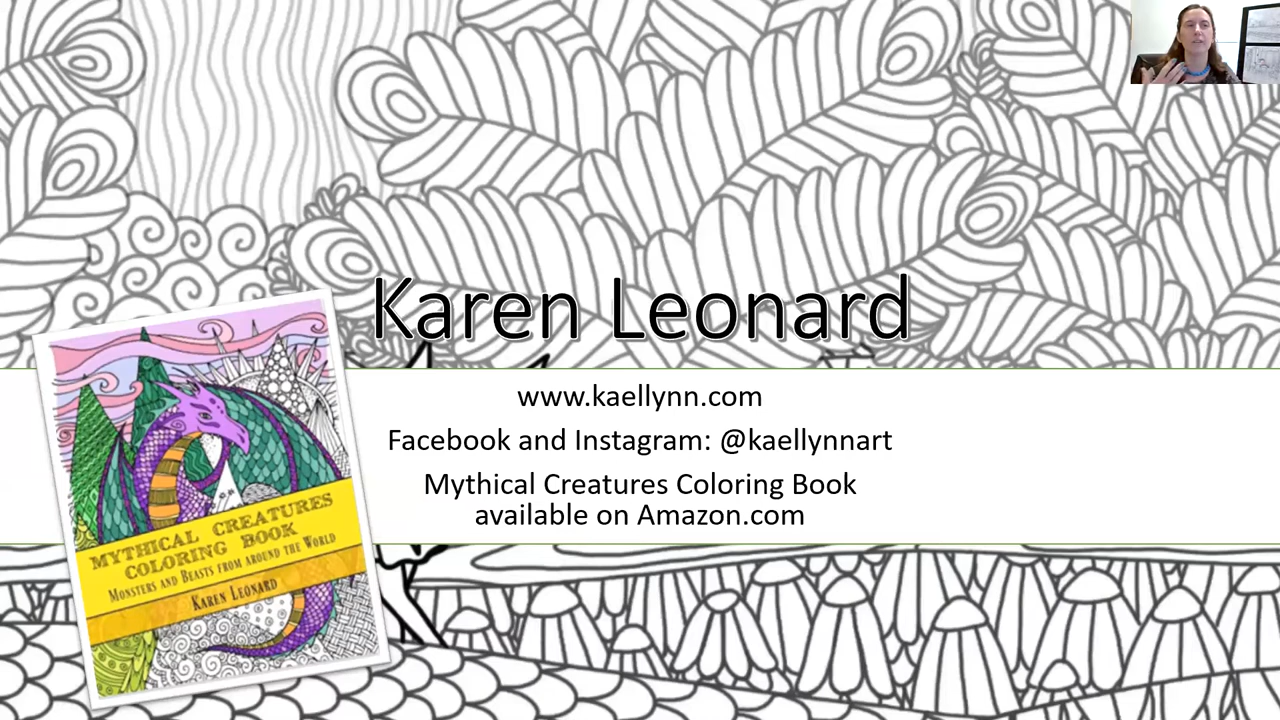 Karen Leonard
www.kaellynn.com
Facebook and Instagram: @kaellynnart
Mythical Creatures Coloring Book
available on Amazon.com
MYTHICAL CREATURES
COLORING BOOK
MONSTERS AND BEASTS FROM AROUND THE WORLD
KAREN LEONARD